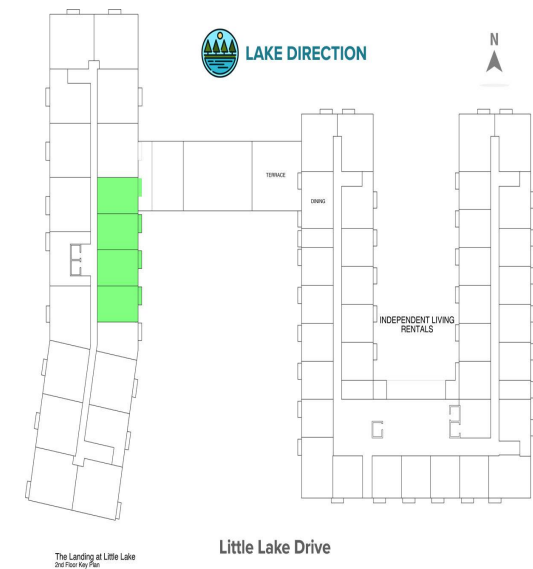 LAKE DIRECTION
N
TERRACE
DINING
INDEPENDENT LIVING
RENTALS
Little Lake Drive
The Landing at Little Lake
2nd Floor Key Plan